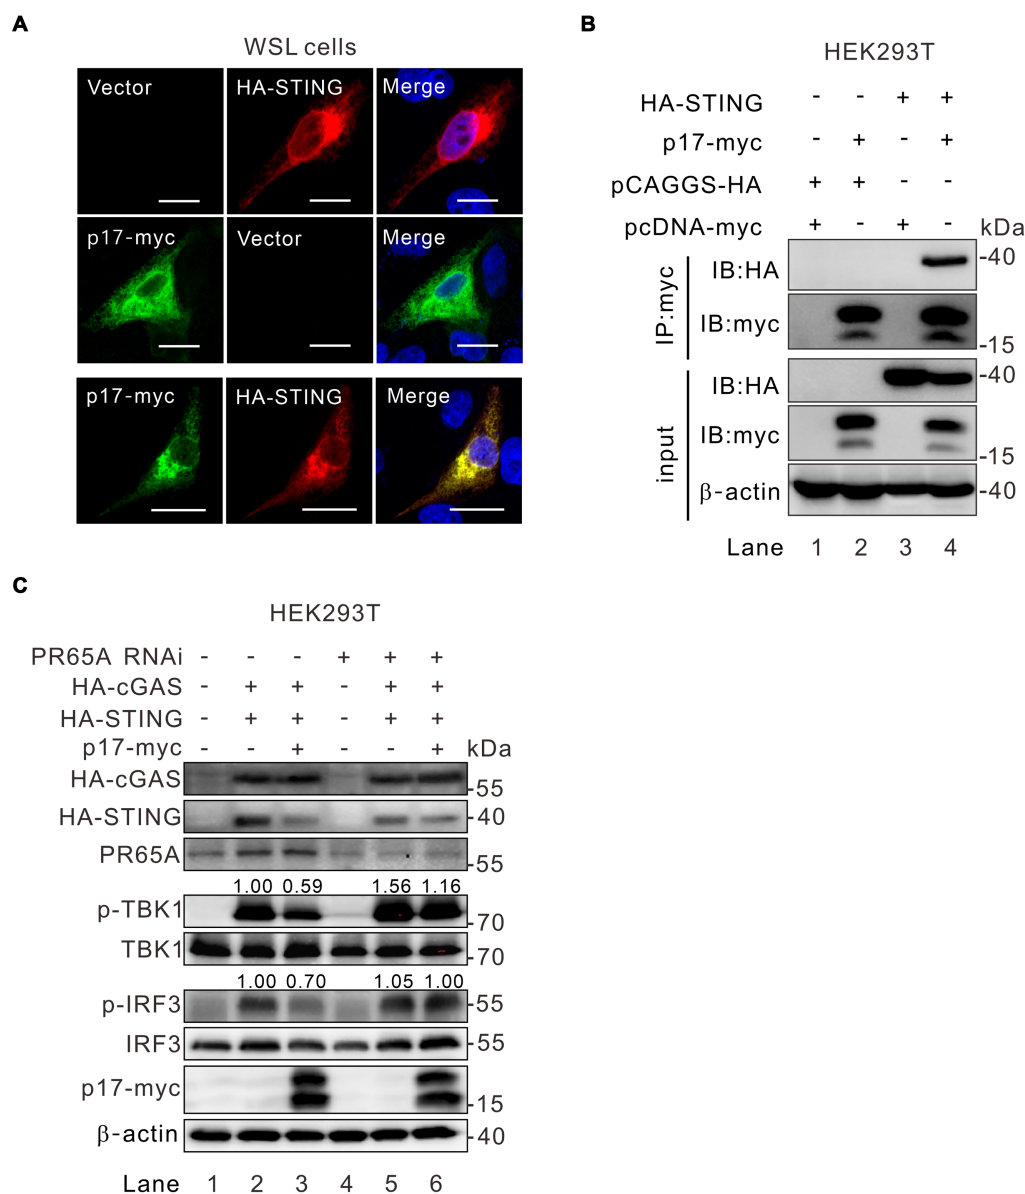 A
WSL cells
Vector HA-STING Merge
p17-myc Vector Merge
p17-myc HA-STING Merge
B
HEK293T
HA-STING - - + +
p17-myc - + - +
pCAGGS-HA + + - -
pcDNA-myc + - + -
kDa
IP:myc
IB:HA -40
IB:myc -15
input
IB:HA -40
IB:myc -15
β-actin -40
Lane 1 2 3 4
C
HEK293T
PR65A RNAi - - - + + +
HA-cGAS - + + - + +
HA-STING - + + - + +
p17-myc - - + - - + kDa
HA-cGAS -55
HA-STING -40
PR65A -55
1.00 0.59 1.56 1.16
p-TBK1 -70
TBK1 -70
1.00 0.70 1.05 1.00
p-IRF3 -55
IRF3 -55
p17-myc -15
β-actin -40
Lane 1 2 3 4 5 6